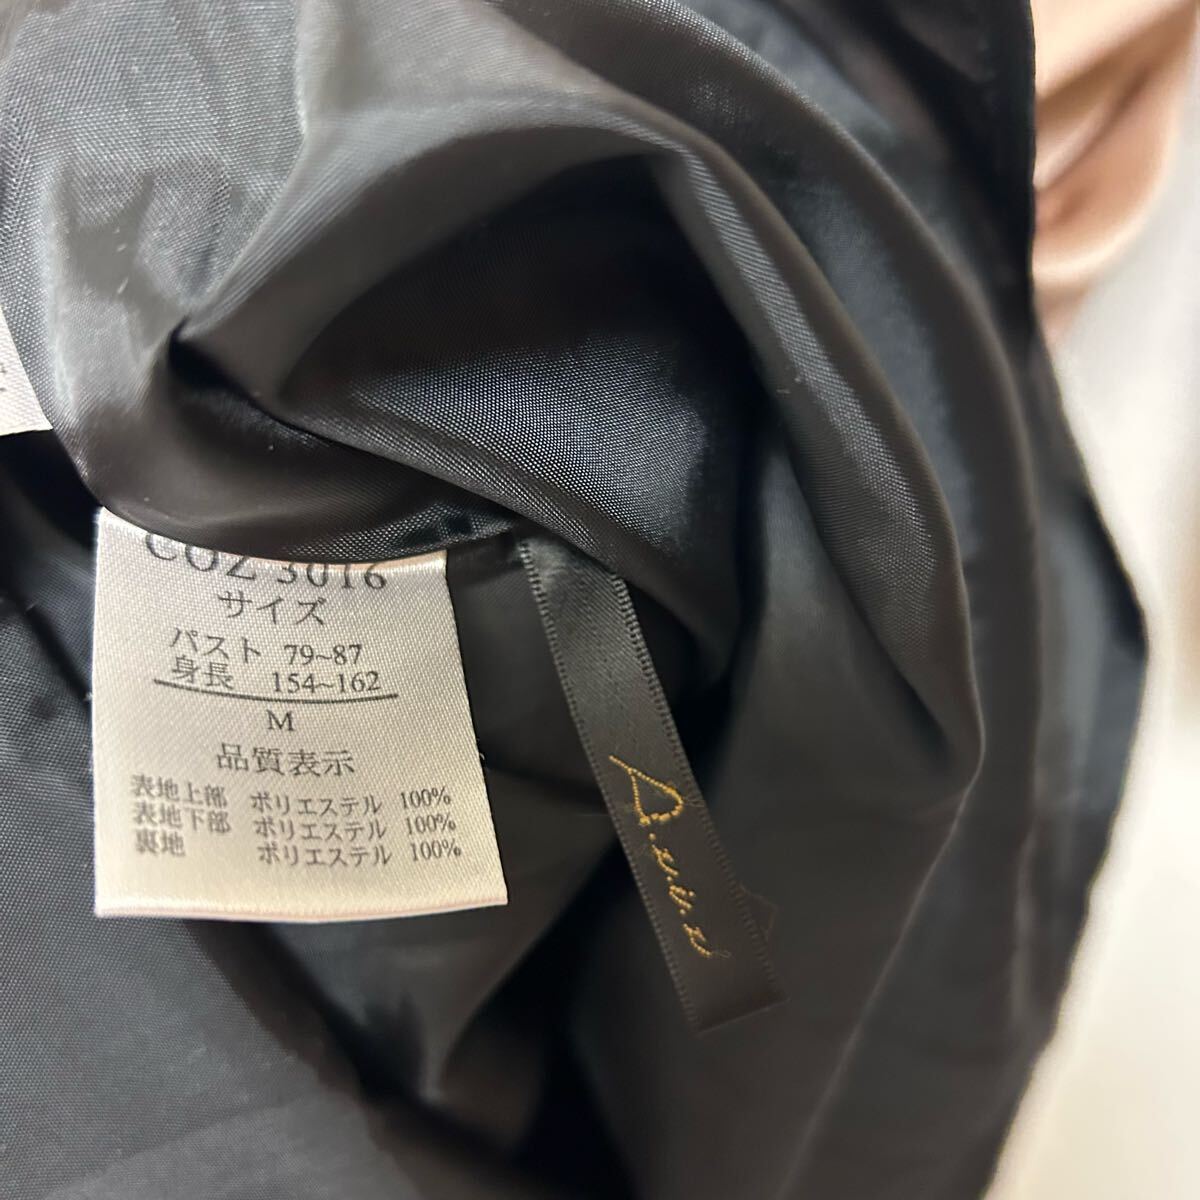 COZ 3016
サイズ
バスト 79~87
身長 154~162
M
品質表示
表地上部 ポリエステル 100%
表地下部 ポリエステル 100%
裏地 ポリエステル 100%